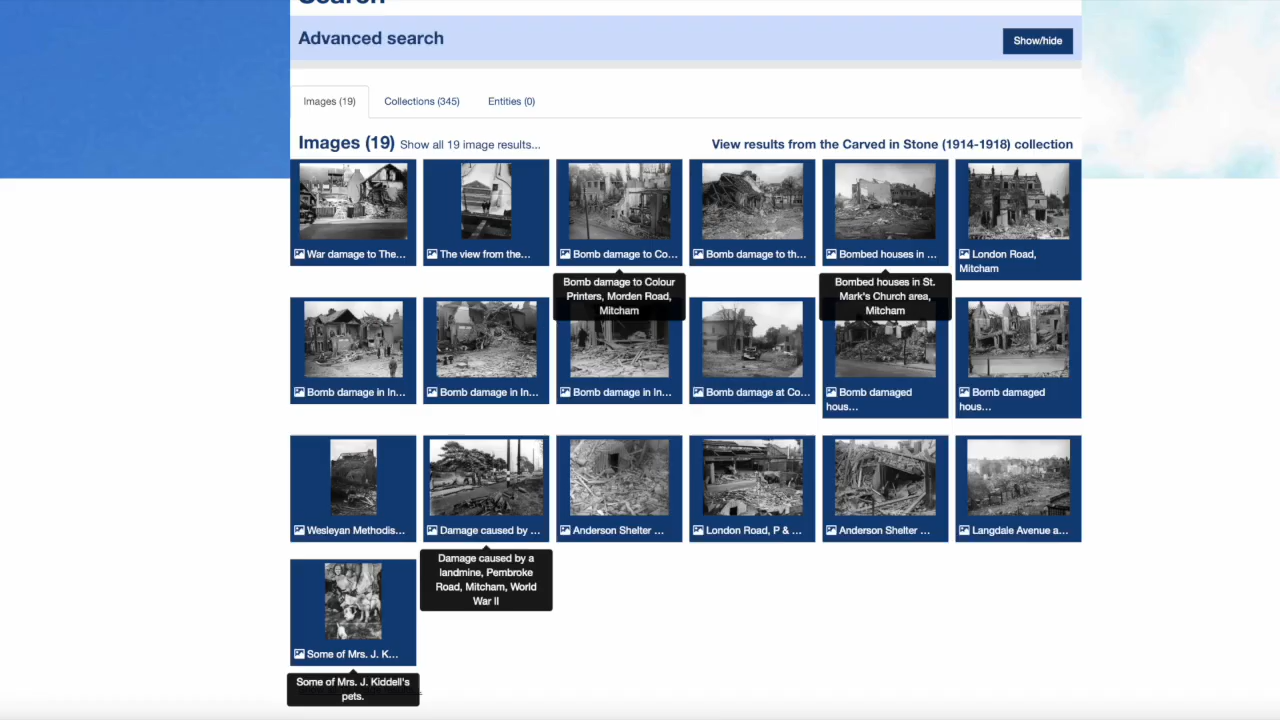 Search
Advanced search
Show/hide
Images (19)
Collections (345)
Entities (0)
Images (19) Show all 19 image results...
View results from the Carved in Stone (1914-1918) collection
War damage to The...
The view from the...
Bomb damage to Co...
Bomb damage to th...
Bombed houses in ...
London Road,
Mitcham
Bomb damage to Colour
Printers, Morden Road,
Mitcham
Bombed houses in St.
Mark's Church area,
Mitcham
Bomb damage in In...
Bomb damage in In...
Bomb damage in In...
Bomb damage at Co...
Bomb damaged
hous...
Bomb damaged
hous...
Wesleyan Methodis...
Damage caused by ...
Anderson Shelter ...
London Road, P & ...
Anderson Shelter ...
Langdale Avenue a...
Damage caused by a
landmine, Pembroke
Road, Mitcham, World
War II
Some of Mrs. J. K...
Some of Mrs. J. Kiddell's
pets.